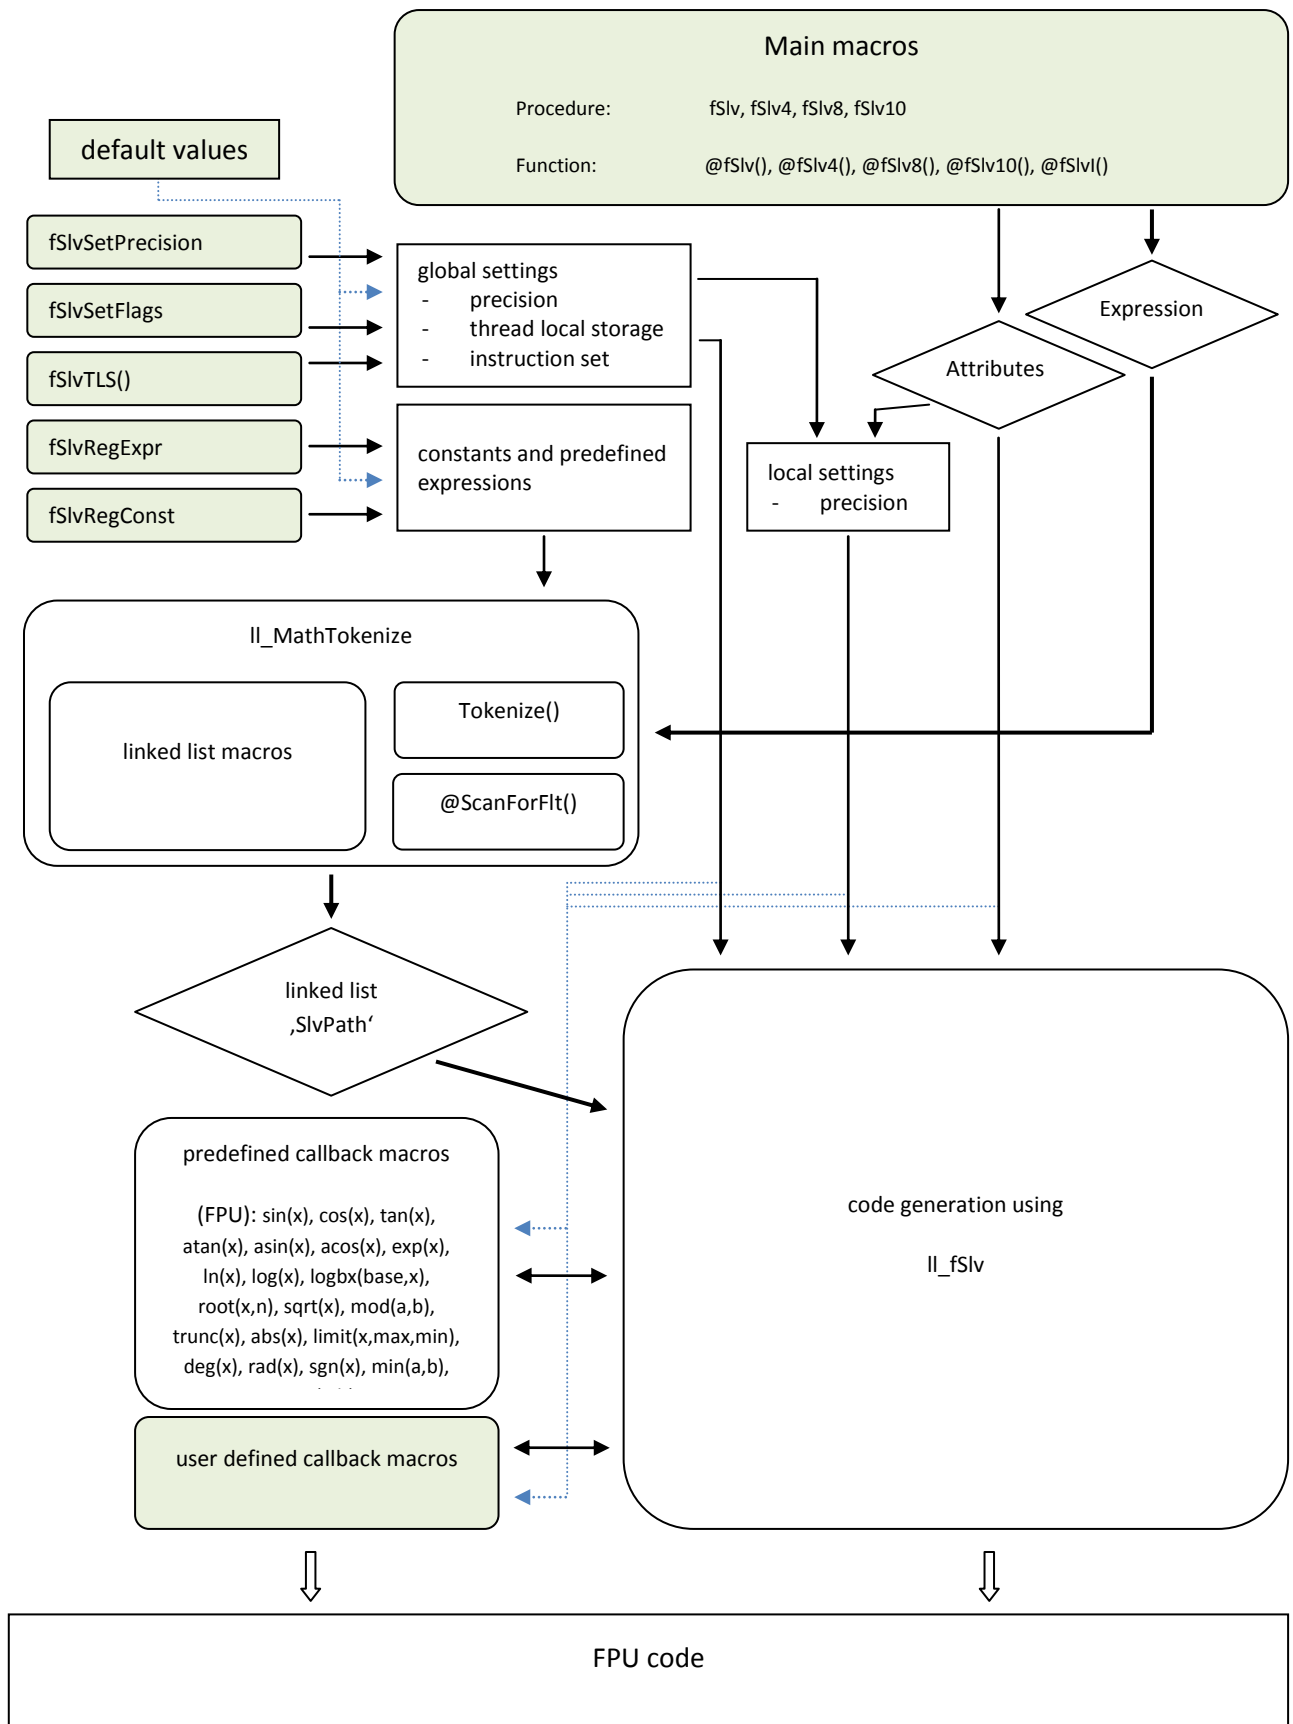 Main macros
Procedure: fSlv, fSlv4, fSlv8, fSlv10
Function: @fSlv(), @fSlv4(), @fSlv8(), @fSlv10(), @fSlvI()
default values
fSlvSetPrecision
fSlvSetFlags
fSlvTLS()
fSlvRegExpr
fSlvRegConst
global settings
- precision
- thread local storage
- instruction set
constants and predefined
expressions
Expression
Attributes
local settings
- precision
ll_MathTokenize
linked list macros
Tokenize()
@ScanForFlt()
linked list
‚SlvPath‘
predefined callback macros
(FPU): sin(x), cos(x), tan(x),
atan(x), asin(x), acos(x), exp(x),
ln(x), log(x), logbx(base,x),
root(x,n), sqrt(x), mod(a,b),
trunc(x), abs(x), limit(x,max,min),
deg(x), rad(x), sgn(x), min(a,b),
user defined callback macros
code generation using
ll_fSlv
FPU code